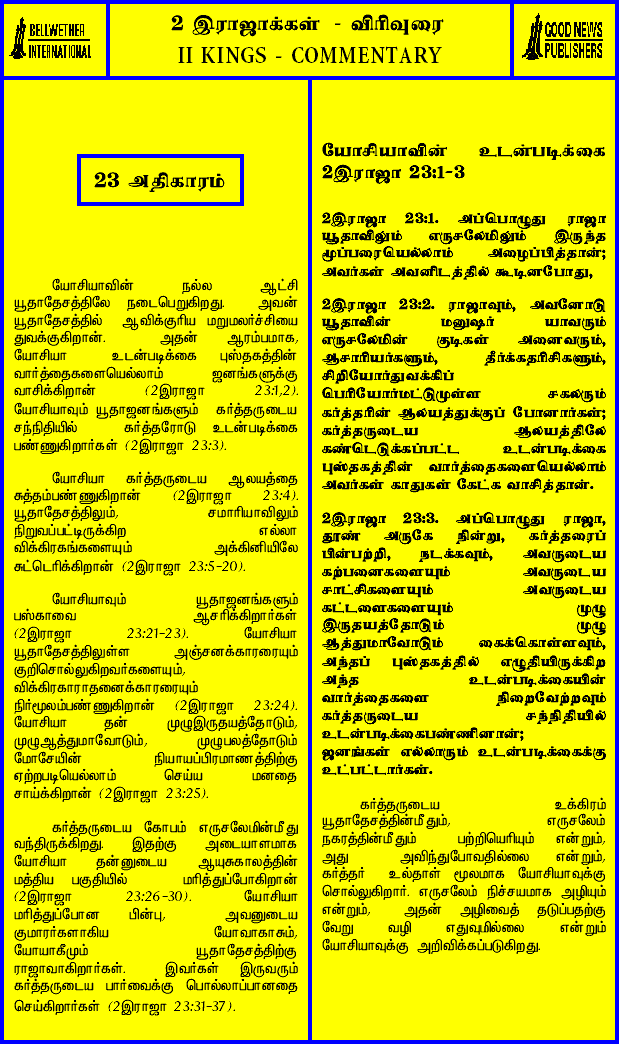 BELLWETHER
INTERNATIONAL
2 இராஜாக்கள் - விரிவுரை
II KINGS - COMMENTARY
GOOD NEWS
PUBLISHERS
23 அதிகாரம்
யோசியாவின் நல்ல ஆட்சி
யூதாதேசத்திலே நடைபெறுகிறது. அவன்
யூதாதேசத்தில் ஆவிக்குரிய மறுமலர்ச்சியை
துவக்குகிறான். அதன் ஆரம்பமாக,
யோசியா உடன்படிக்கை புஸ்தகத்தின்
வார்த்தைகளையெல்லாம் ஜனங்களுக்கு
வாசிக்கிறான் (2இராஜா 23:1,2).
யோசியாவும் யூதாஜனங்களும் கர்த்தருடைய
சந்நிதியில் கர்த்தரோடு உடன்படிக்கை
பண்ணுகிறார்கள் (2இராஜா 23:3).
யோசியா கர்த்தருடைய ஆலயத்தை
சுத்தம்பண்ணுகிறான் (2இராஜா 23:4).
யூதாதேசத்திலும், சமாரியாவிலும்
நிறுவப்பட்டிருக்கிற எல்லா
விக்கிரகங்களையும் அக்கினியிலே
சுட்டெரிக்கிறான் (2இராஜா 23:5-20).
யோசியாவும் யூதாஜனங்களும்
பஸ்காவை ஆசரிக்கிறார்கள்
(2இராஜா 23:21-23). யோசியா
யூதாதேசத்திலுள்ள அஞ்சனக்காரரையும்
குறிசொல்லுகிறவர்களையும்,
விக்கிரகாராதனைக்காரரையும்
நிர்மூலம்பண்ணுகிறான் (2இராஜா 23:24).
யோசியா தன் முழுஇருதயத்தோடும்,
முழுஆத்துமாவோடும், முழுபலத்தோடும்
மோசேயின் நியாயப்பிரமாணத்திற்கு
ஏற்றபடியெல்லாம் செய்ய மனதை
சாய்க்கிறான் (2இராஜா 23:25).
கர்த்தருடைய கோபம் எருசலேமின்மீது
வந்திருக்கிறது. இதற்கு அடையாளமாக
யோசியா தன்னுடைய ஆயுசுகாலத்தின்
மத்திய பகுதியில் மரித்துப்போகிறான்
(2இராஜா 23:26-30). யோசியா
மரித்துப்போன பின்பு, அவனுடைய
குமாரர்களாகிய யோவாகாசும்,
யோயாக்கீமும் யூதாதேசத்திற்கு
ராஜாவாகிறார்கள். இவர்கள் இருவரும்
கர்த்தருடைய பார்வைக்கு பொல்லாப்பானதை
செய்கிறார்கள் (2இராஜா 23:31-37).
யோசியாவின் உடன்படிக்கை
2இராஜா 23:1-3
2இராஜா 23:1. அப்பொழுது ராஜா
யூதாவிலும் எருசலேமிலும் இருந்த
மூப்பரையெல்லாம் அழைப்பித்தான்;
அவர்கள் அவனிடத்தில் கூடினபோது,
2இராஜா 23:2. ராஜாவும், அவனோடு
யூதாவின் மனுஷர் யாவரும்
எருசலேமின் குடிகள் அனைவரும்,
ஆசாரியர்களும், தீர்க்கதரிசிகளும்,
சிறியோர்துவக்கிப்
பெரியோர்மட்டுமுள்ள சகலரும்
கர்த்தரின் ஆலயத்துக்குப் போனார்கள்;
கர்த்தருடைய ஆலயத்திலே
கண்டெடுக்கப்பட்ட உடன்படிக்கை
புஸ்தகத்தின் வார்த்தைகளையெல்லாம்
அவர்கள் காதுகள் கேட்க வாசித்தான்.
2இராஜா 23:3. அப்பொழுது ராஜா,
தூண் அருகே நின்று, கர்த்தரைப்
பின்பற்றி, நடக்கவும், அவருடைய
கற்பனைகளையும் அவருடைய
சாட்சிகளையும் அவருடைய
கட்டளைகளையும் முழு
இருதயத்தோடும் முழு
ஆத்துமாவோடும் கைக்கொள்ளவும்,
அந்தப் புஸ்தகத்தில் எழுதியிருக்கிற
அந்த உடன்படிக்கையின்
வார்த்தைகளை நிறைவேற்றவும்
கர்த்தருடைய சந்நிதியில்
உடன்படிக்கைபண்ணினான்;
ஜனங்கள் எல்லாரும் உடன்படிக்கைக்கு
உட்பட்டார்கள்.
கர்த்தருடைய உக்கிரம்
யூதாதேசத்தின்மீதும், எருசலேம்
நகரத்தின்மீதும் பற்றியெரியும் என்றும்,
அது அவிந்துபோவதில்லை என்றும்,
கர்த்தர் உல்தாள் மூலமாக யோசியாவுக்கு
சொல்லுகிறார். எருசலேம் நிச்சயமாக அழியும்
என்றும், அதன் அழிவைத் தடுப்பதற்கு
வேறு வழி எதுவுமில்லை என்றும்
யோசியாவுக்கு அறிவிக்கப்படுகிறது.